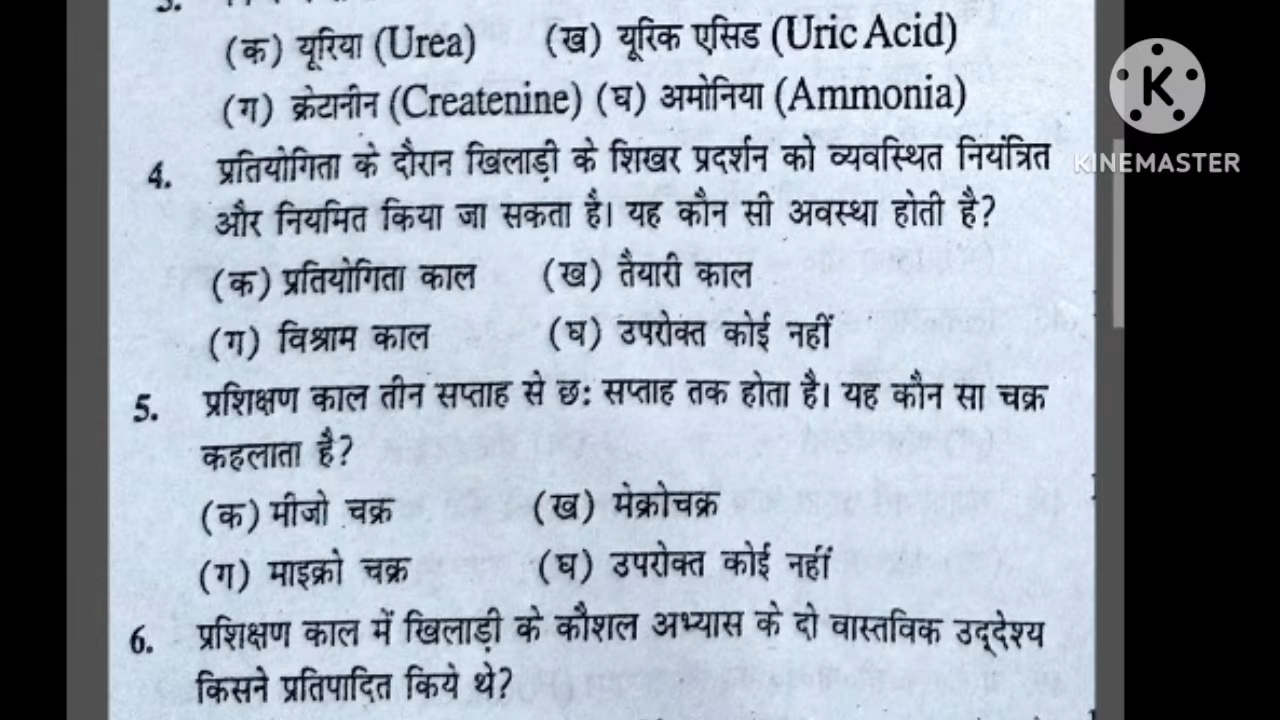 3.
(क) यूरिया (Urea) (ख) यूरिक एसिड (Uric Acid)
(ग) क्रेटानीन (Createnine) (घ) अमोनिया (Ammonia)
4. प्रतियोगिता के दौरान खिलाड़ी के शिखर प्रदर्शन को व्यवस्थित नियंत्रित
और नियमित किया जा सकता है। यह कौन सी अवस्था होती है?
(क) प्रतियोगिता काल (ख) तैयारी काल
(ग) विश्राम काल (घ) उपरोक्त कोई नहीं
5. प्रशिक्षण काल तीन सप्ताह से छ: सप्ताह तक होता है। यह कौन सा चक्र
कहलाता है?
(क) मीजो चक्र (ख) मेक्रोचक्र
(ग) माइक्रो चक्र (घ) उपरोक्त कोई नहीं
6. प्रशिक्षण काल में खिलाड़ी के कौशल अभ्यास के दो वास्तविक उद्देश्य
किसने प्रतिपादित किये थे?
K
KINEMASTER